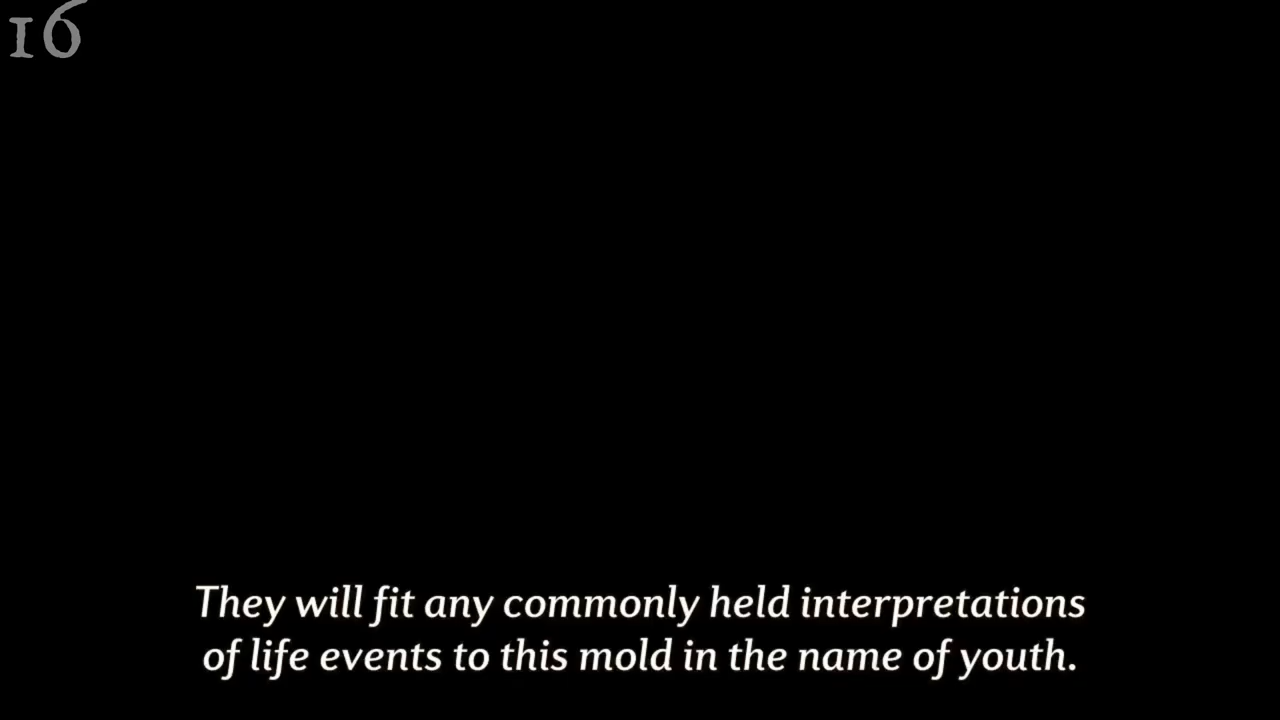 16
They will fit any commonly held interpretations
of life events to this mold in the name of youth.